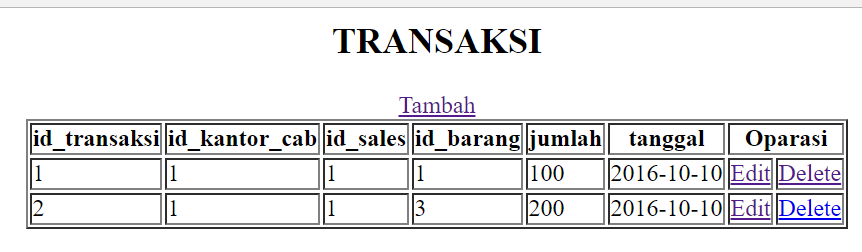 TRANSAKSI
Tambah
id_transaksi id_kantor_cab id_sales id_barang jumlah tanggal Oparasi
1 1 1 1 100 2016-10-10 Edit Delete
2 1 1 3 200 2016-10-10 Edit Delete